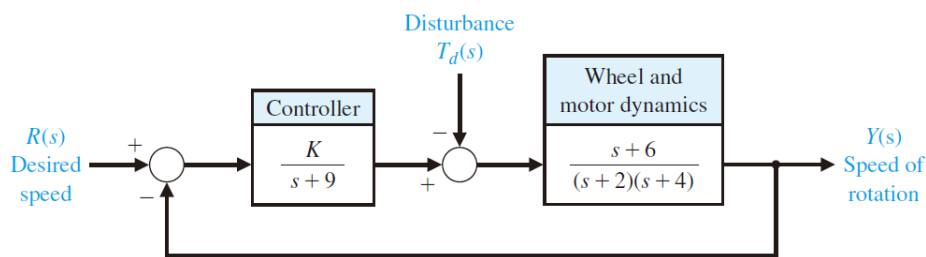 Disturbance
T_d(s)
Wheel and
motor dynamics
Controller
R(s)
Desired
speed
+
−
K
s + 9
−
+
s + 6
(s + 2)(s + 4)
Y(s)
Speed of
rotation